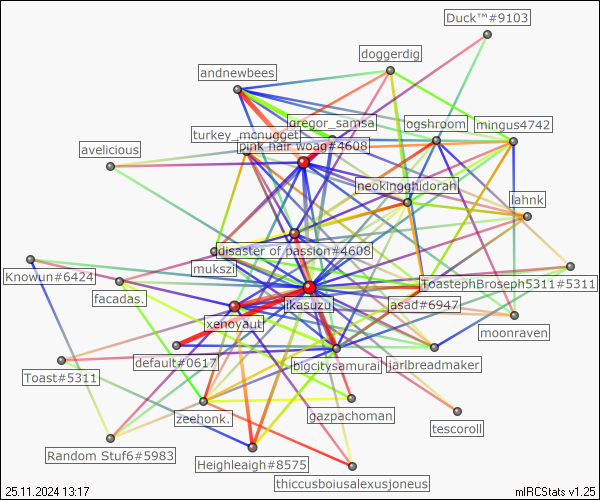 Duck™#9103
doggerdig
andnewbees
gregor_samsa
logshroom
mingus4742
turkey_mcnugget
pink hair woag#4608
avelicious
neokingghidorah
lahnk
disaster of passion#4608
mukszi
Knowun#6424
ToastephBroseph5311#5311
facadas.
jkasuzu
asad#6947
xenoyautja
moonraven
default#0617
bigcitysamurai
jarlbreadmaker
Toast#5311
zeehonk.
gazpachoman
tescoroll
Random Stuf6#5983
Heighleaigh#8575
thiccusboiusalexusjoneus
25.11.2024 13:17
mIRCStats v1.25